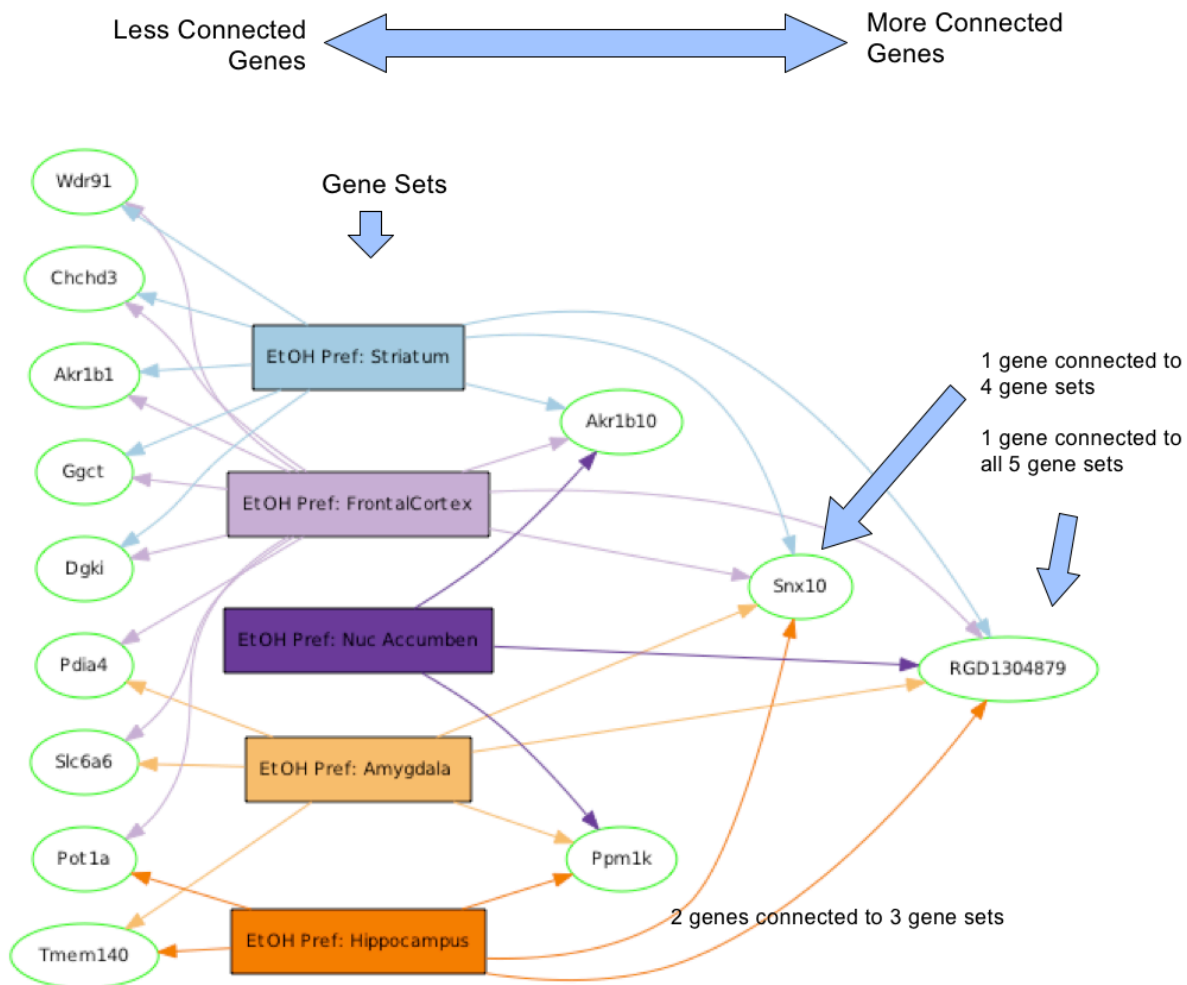 Less Connected
Genes
More Connected
Genes
Wdr91
Gene Sets
Chchd3
EtOH Pref: Striatum
1 gene connected to
4 gene sets
Akr1b1
Akr1b10
1 gene connected to
all 5 gene sets
Ggct
EtOH Pref: FrontalCortex
Dgki
Snx10
EtOH Pref: Nuc Accumben
Pdia4
RGD1304879
Slc6a6
EtOH Pref: Amygdala
Pot1a
Ppm1k
2 genes connected to 3 gene sets
EtOH Pref: Hippocampus
Tmem140